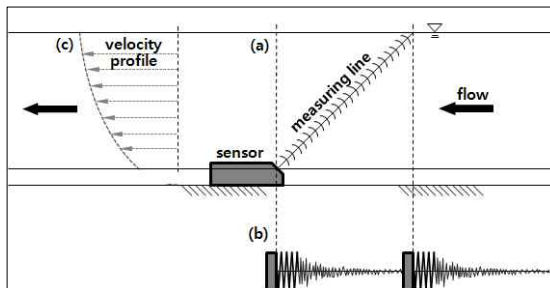 (c)
velocity
profile
(a)
measuring line
flow
sensor
(b)